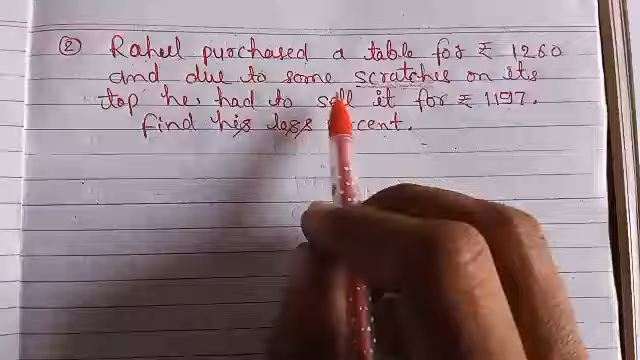 ② Rahul purchased a table for ₹ 1260
and due to some scratches on its
top he, had to sell it for ₹ 1197.
Find his loss cent.